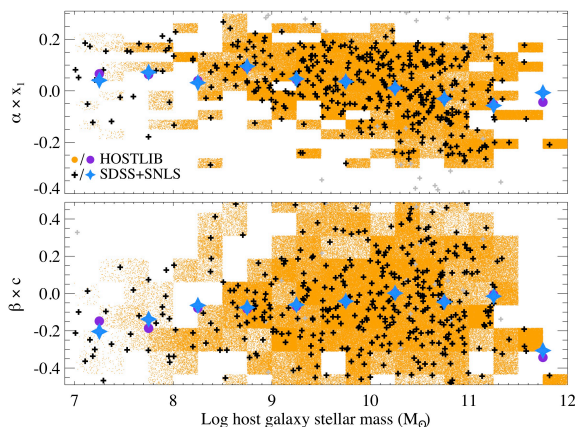 0.2
0.0
-0.2
-0.4
α × x₁
●/● HOSTLIB
+/✦ SDSS+SNLS
0.4
0.2
0.0
-0.2
-0.4
β × c
7 8 9 10 11 12
Log host galaxy stellar mass (M⊙)